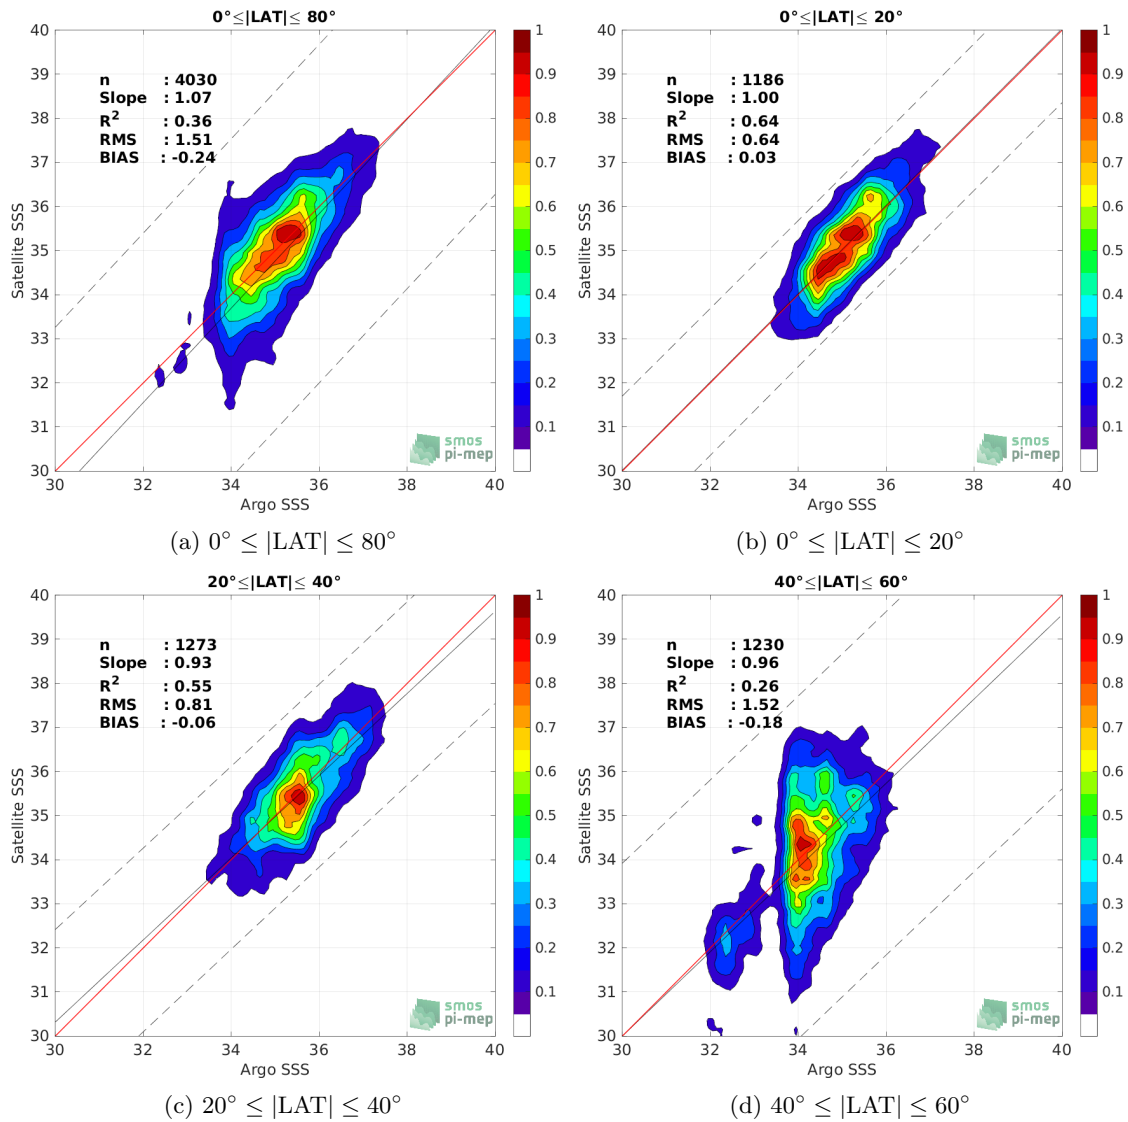 0°≤|LAT|≤ 80°
n : 4030
Slope : 1.07
R2 : 0.36
RMS : 1.51
BIAS : -0.24
40
39
38
37
36
35
34
33
32
31
30
Satellite SSS
30 32 34 36 38 40
Argo SSS
1
0.9
0.8
0.7
0.6
0.5
0.4
0.3
0.2
0.1
smos
pi-mep
(a) 0° ≤ |LAT| ≤ 80°
0°≤|LAT|≤ 20°
n : 1186
Slope : 1.00
R2 : 0.64
RMS : 0.64
BIAS : 0.03
40
39
38
37
36
35
34
33
32
31
30
Satellite SSS
30 32 34 36 38 40
Argo SSS
1
0.9
0.8
0.7
0.6
0.5
0.4
0.3
0.2
0.1
smos
pi-mep
(b) 0° ≤ |LAT| ≤ 20°
20°≤|LAT|≤ 40°
n : 1273
Slope : 0.93
R2 : 0.55
RMS : 0.81
BIAS : -0.06
40
39
38
37
36
35
34
33
32
31
30
Satellite SSS
30 32 34 36 38 40
Argo SSS
1
0.9
0.8
0.7
0.6
0.5
0.4
0.3
0.2
0.1
smos
pi-mep
(c) 20° ≤ |LAT| ≤ 40°
40°≤|LAT|≤ 60°
n : 1230
Slope : 0.96
R2 : 0.26
RMS : 1.52
BIAS : -0.18
40
39
38
37
36
35
34
33
32
31
30
Satellite SSS
30 32 34 36 38 40
Argo SSS
1
0.9
0.8
0.7
0.6
0.5
0.4
0.3
0.2
0.1
smos
pi-mep
(d) 40° ≤ |LAT| ≤ 60°